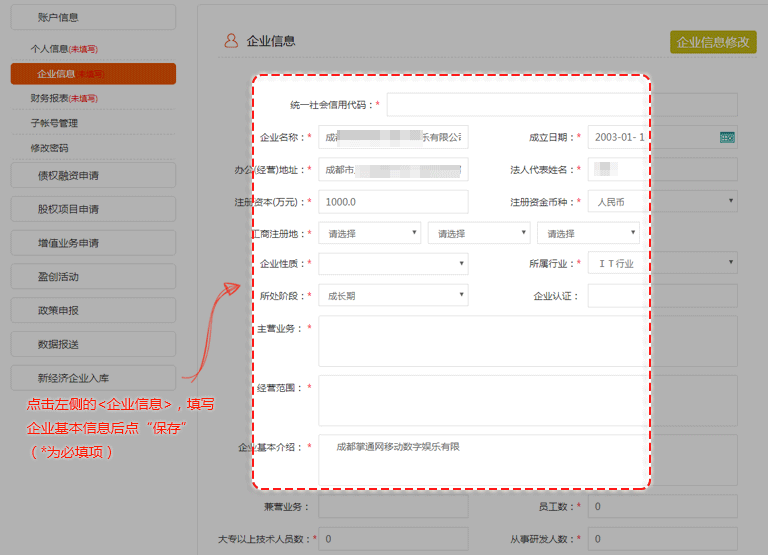 账户信息
个人信息(未填写)
企业信息(未填写)
财务报表(未填写)
子帐号管理
修改密码
债权融资申请
股权项目申请
增值业务申请
盈创活动
政策申报
数据报送
新经济企业入库
点击左侧的<企业信息>，填写
企业基本信息后点“保存”
（*为必填项）
企业信息
企业信息修改
统一社会信用代码：*
企业名称：* 成 乐有限公司 成立日期：* 2003-01- 1
办公(经营)地址：* 成都市 法人代表姓名：*
注册资本(万元)：* 1000.0 注册资金币种：* 人民币
工商注册地：* 请选择 请选择 请选择
企业性质：* 所属行业：* ＩＴ行业
所处阶段：* 成长期 企业认证：
主营业务：*
经营范围：*
企业基本介绍：* 成都掌通网移动数字娱乐有限
兼营业务： 员工数：* 0
大专以上技术人员数：* 0 从事研发人数：* 0